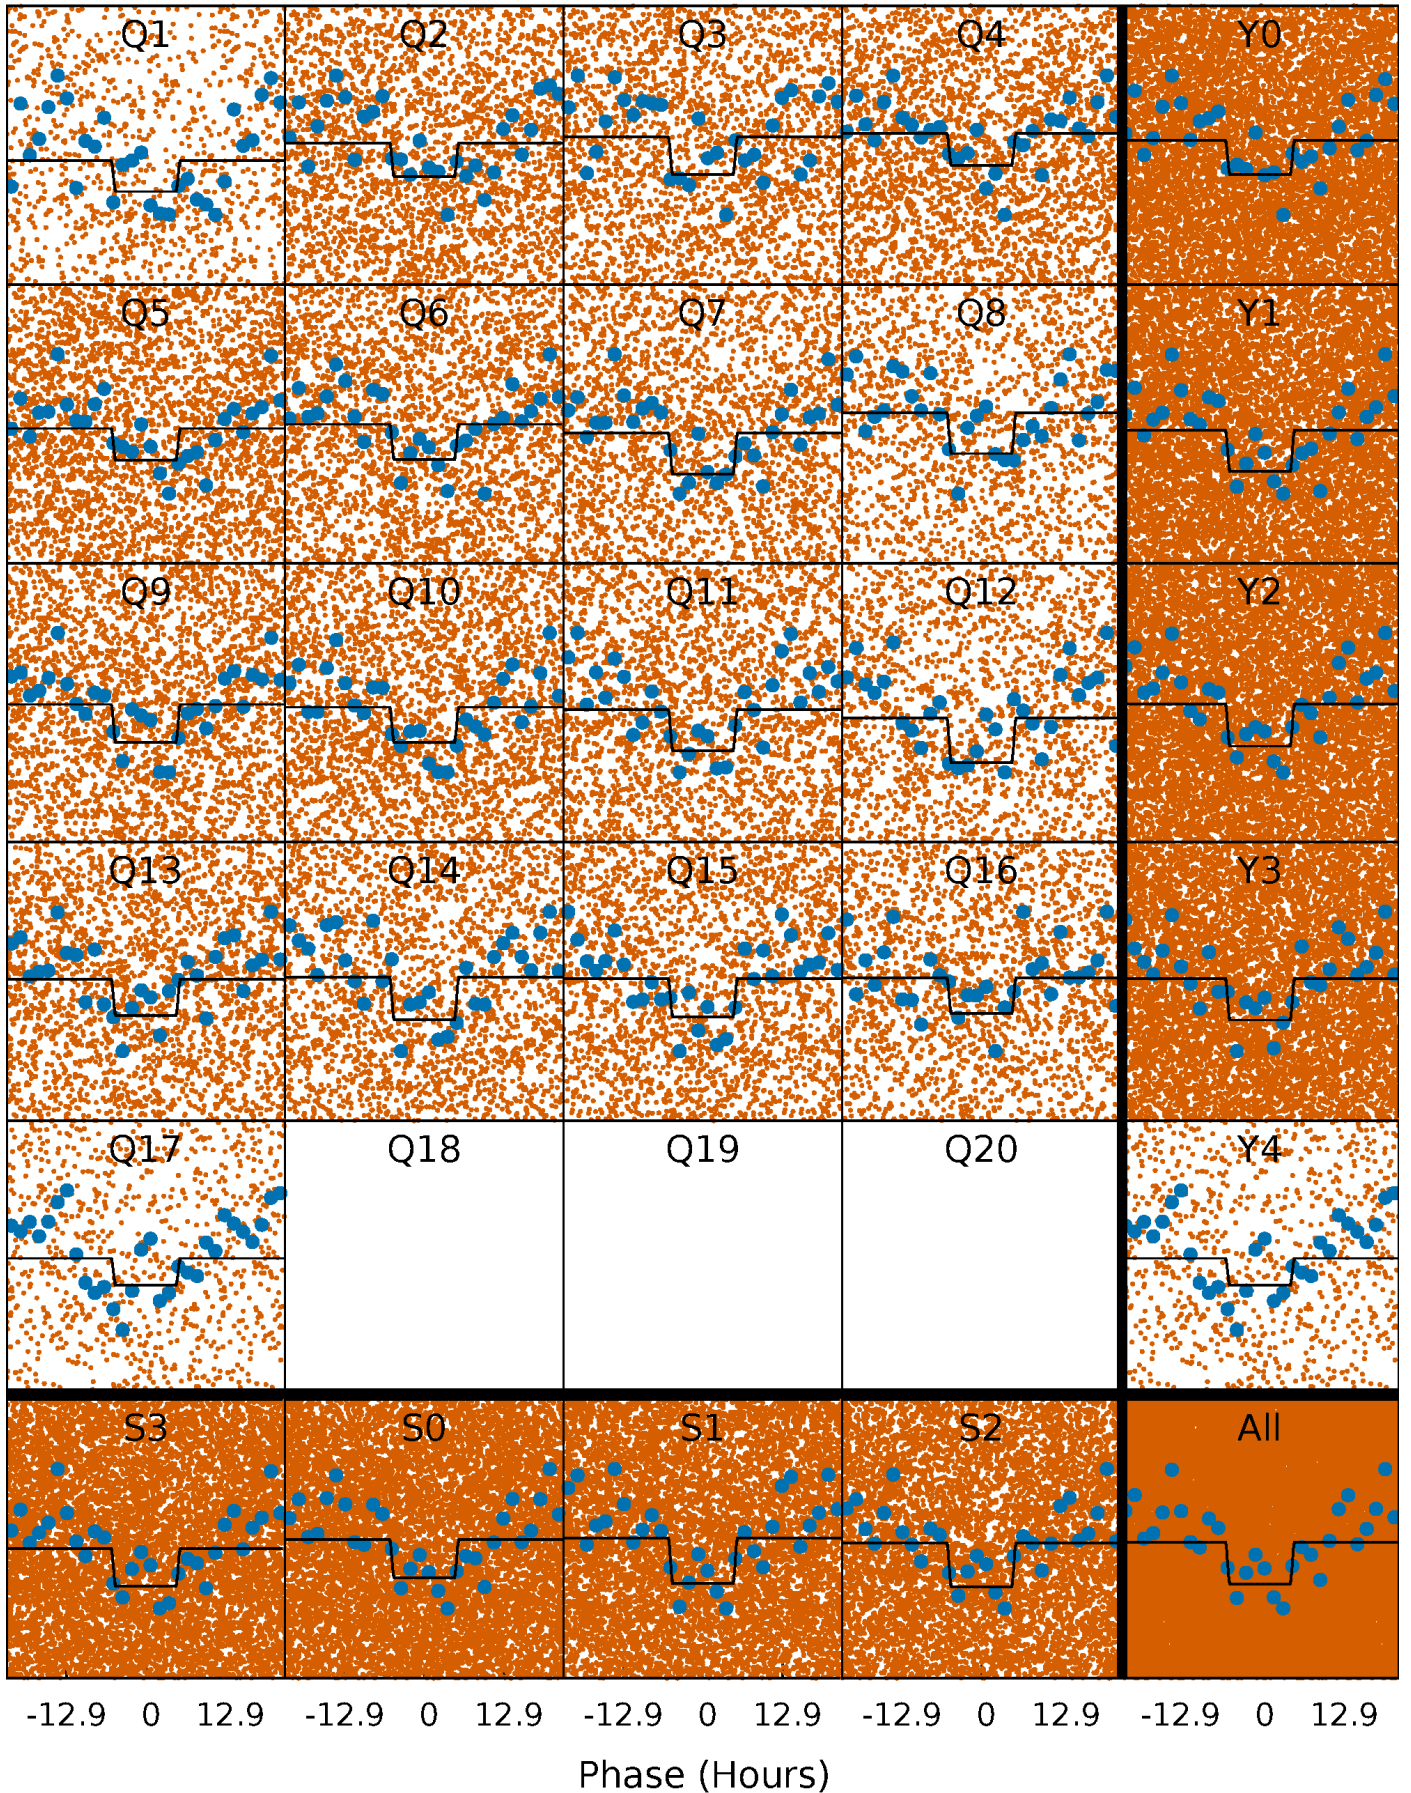 Q1 Q2 Q3 Q4 Y0
Q5 Q6 Q7 Q8 Y1
Q9 Q10 Q11 Q12 Y2
Q13 Q14 Q15 Q16 Y3
Q17 Q18 Q19 Q20 Y4
S3 S0 S1 S2 All
-12.9 0 12.9 -12.9 0 12.9 -12.9 0 12.9 -12.9 0 12.9 -12.9 0 12.9
Phase (Hours)